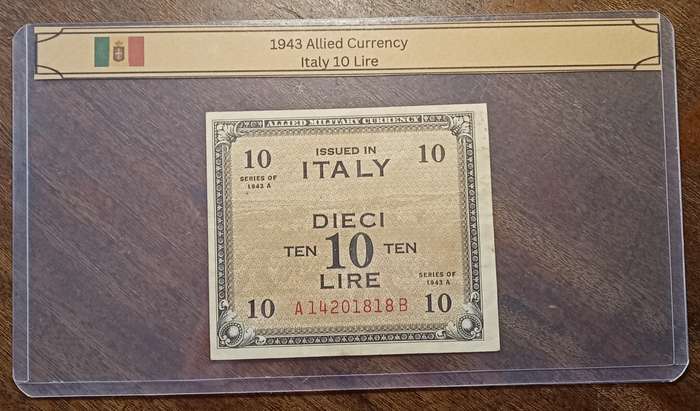 1943 Allied Currency
Italy 10 Lire
ALLIED MILITARY CURRENCY
ISSUED IN
10 ITALY 10
SERIES OF
1943 A
DIECI
TEN 10 TEN
LIRE
SERIES OF
1943 A
10 A14201818B 10